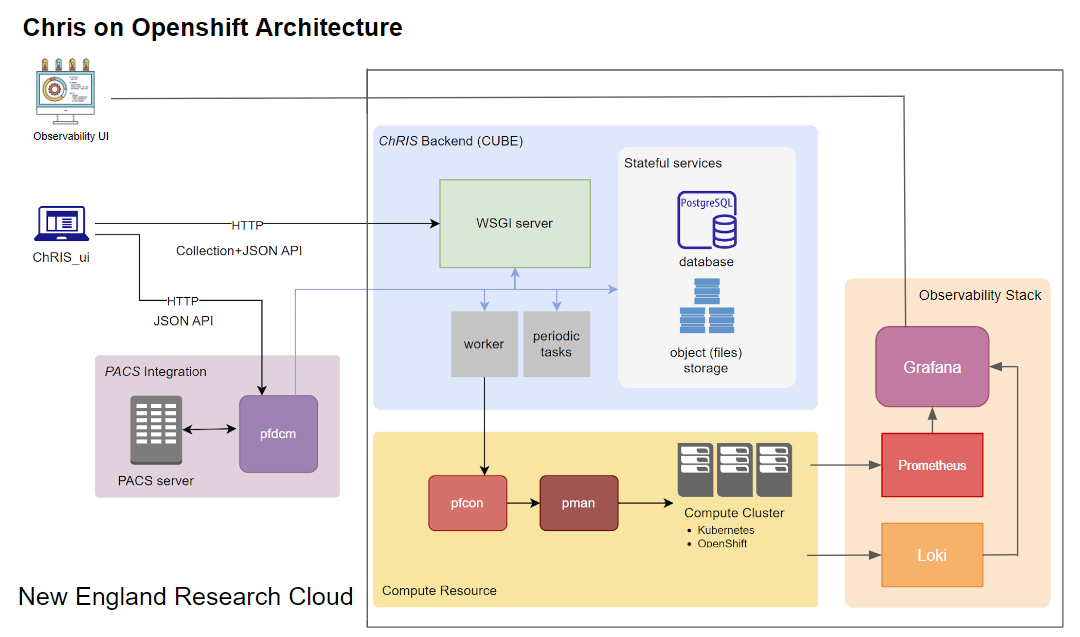 Chris on Openshift Architecture
Observability UI
ChRIS Backend (CUBE)
Stateful services
WSGI server
PostgreSQL
database
HTTP
Collection+JSON API
ChRIS_ui
HTTP
JSON API
worker
periodic
tasks
object (files)
storage
Observability Stack
Grafana
PACS Integration
pfdcm
PACS server
Prometheus
pfcon
pman
Compute Cluster
• Kubernetes
• OpenShift
Loki
Compute Resource
New England Research Cloud